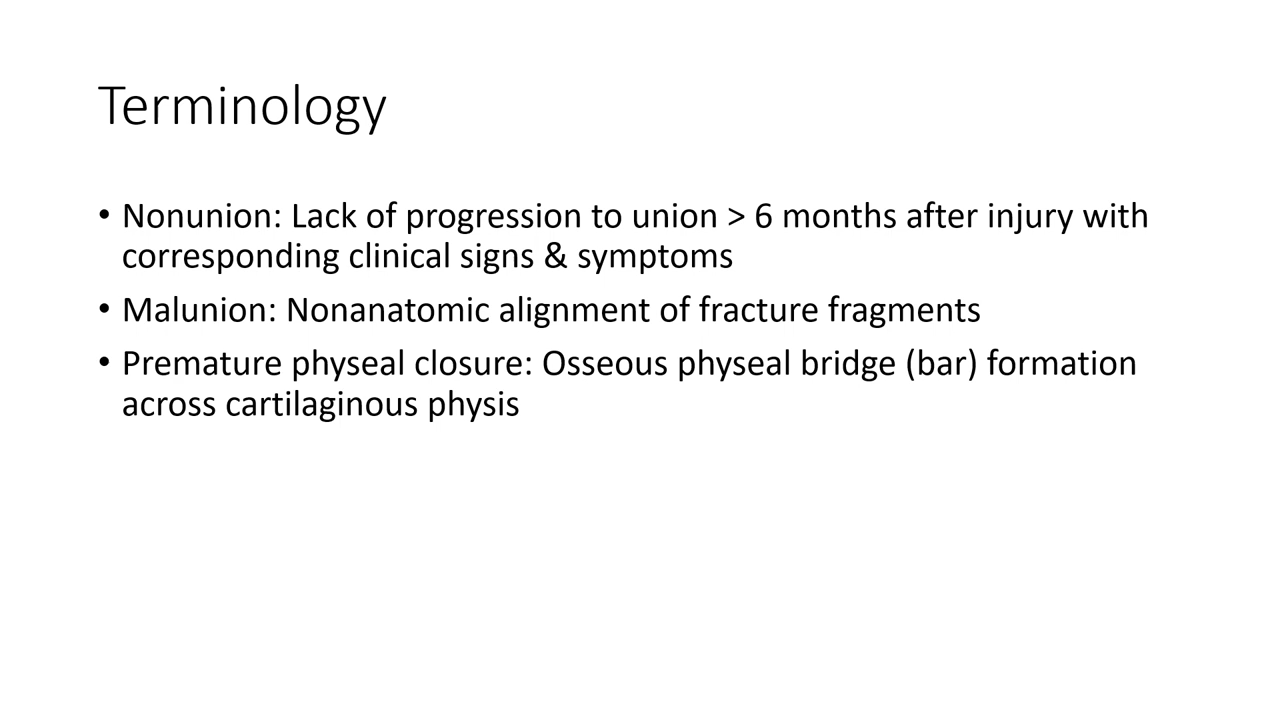 Terminology
• Nonunion: Lack of progression to union > 6 months after injury with
corresponding clinical signs & symptoms
• Malunion: Nonanatomic alignment of fracture fragments
• Premature physeal closure: Osseous physeal bridge (bar) formation
across cartilaginous physis